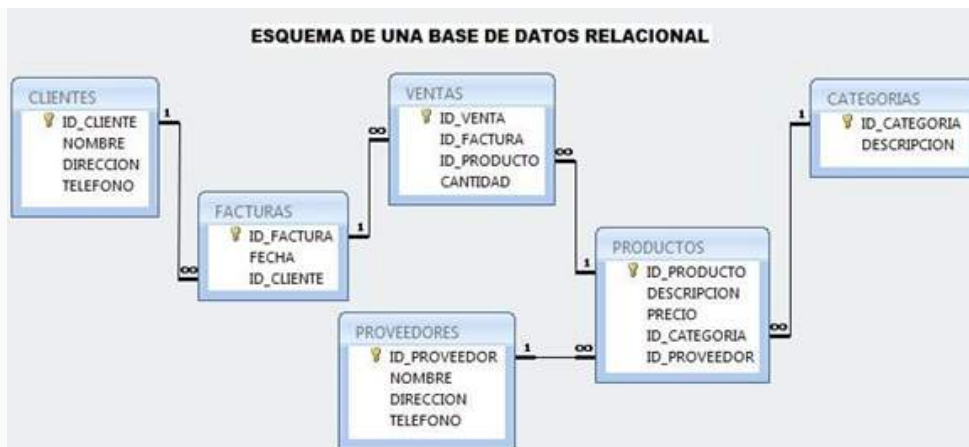 ESQUEMA DE UNA BASE DE DATOS RELACIONAL
CLIENTES
ID_CLIENTE
NOMBRE
DIRECCION
TELEFONO
1
∞
FACTURAS
ID_FACTURA
FECHA
ID_CLIENTE
1
∞
VENTAS
ID_VENTA
ID_FACTURA
ID_PRODUCTO
CANTIDAD
∞
1
PRODUCTOS
ID_PRODUCTO
DESCRIPCION
PRECIO
ID_CATEGORIA
ID_PROVEEDOR
∞
1
CATEGORIAS
ID_CATEGORIA
DESCRIPCION
PROVEEDORES
ID_PROVEEDOR
NOMBRE
DIRECCION
TELEFONO
1
∞